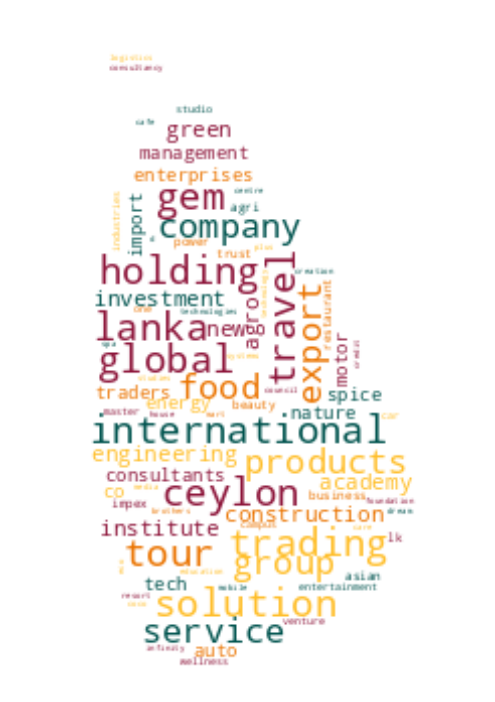 logistics
consultancy
studio
cafe
green
management
enterprises
centre
gem
industries
import
agri
company
power
trust
plus
holding
travel
creation
investment
agro
export
restaurant
technologies
one
lanka
new
motor
credit
spa
global
systems
studies
food
council
traders
energy
beauty
spice
master
house
mart
nature
car
international
engineering
products
consultants
academy
co
media
ceylon
business
foundation
impex
brothers
construction
dream
institute
campus
care
trading
lk
tour
group
education
asian
tech
mobile
entertainment
resort
solution
venture
service
infinity
auto
wellness